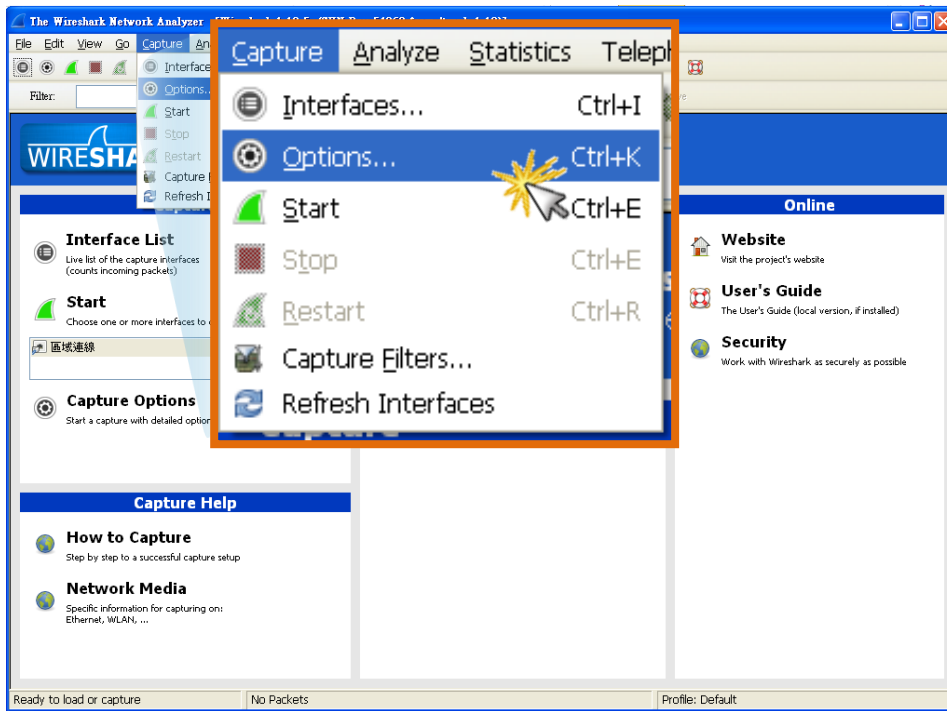 The Wireshark Network Analyzer
File Edit View Go Capture
Interface
Options...
Start
Stop
Restart
Capture
Refresh
Filter:
WIRESHA
Capture Analyze Statistics Teleph
Interfaces... Ctrl+I
Options... Ctrl+K
Start Ctrl+E
Stop Ctrl+E
Restart Ctrl+R
Capture Filters...
Refresh Interfaces
Interface List
Live list of the capture interfaces
(counts incoming packets)
Start
Choose one or more interfaces to
區域連線
Capture Options
Start a capture with detailed option
Capture Help
How to Capture
Step by step to a successful capture setup
Network Media
Specific information for capturing on:
Ethernet, WLAN, ...
Online
Website
Visit the project's website
User's Guide
The User's Guide (local version, if installed)
Security
Work with Wireshark as securely as possible
Ready to load or capture No Packets Profile: Default